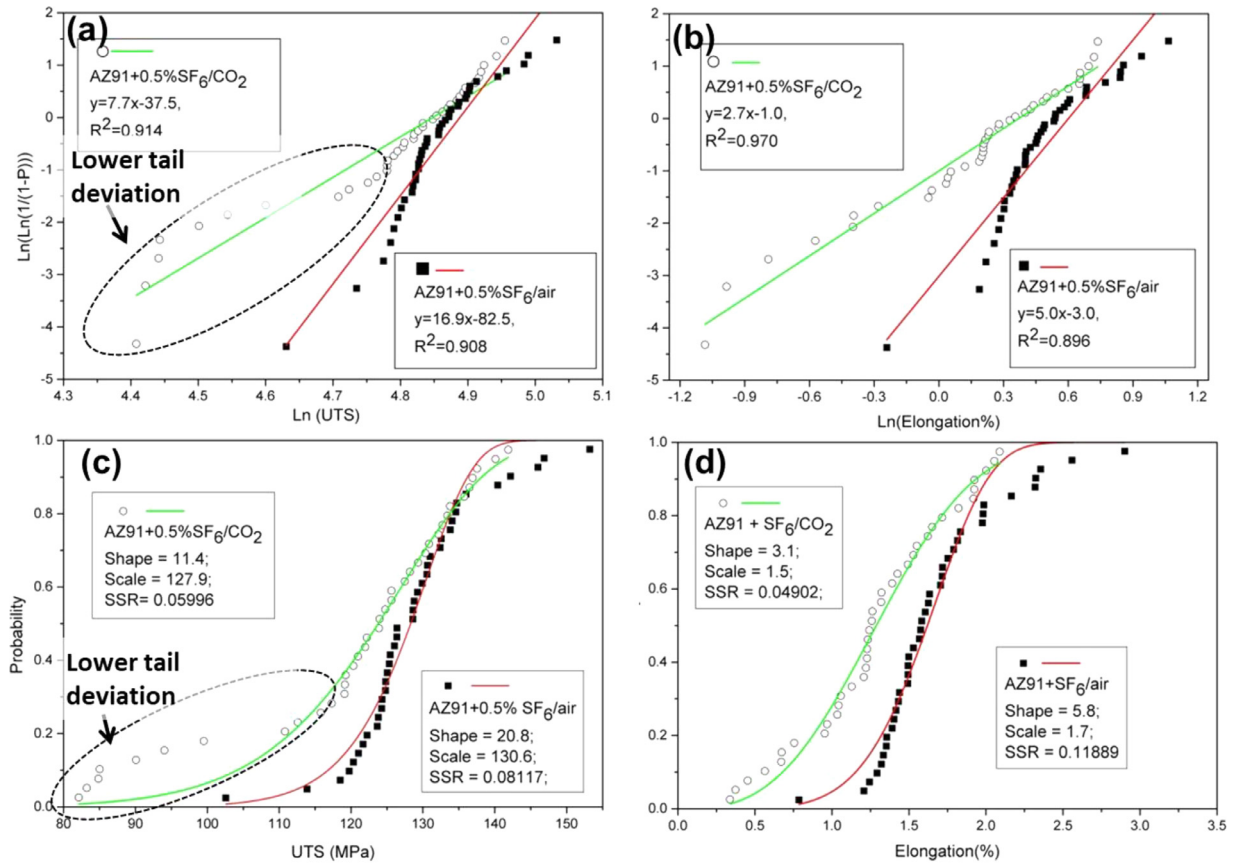 (a)
AZ91+0.5%SF6/CO2
y=7.7x-37.5,
R2=0.914
Lower tail
deviation
AZ91+0.5%SF6/air
y=16.9x-82.5,
R2=0.908
Ln(Ln(1/(1-P)))
2
1
0
-1
-2
-3
-4
-5
4.3 4.4 4.5 4.6 4.7 4.8 4.9 5.0 5.1
Ln (UTS)
(b)
AZ91+0.5%SF6/CO2
y=2.7x-1.0,
R2=0.970
AZ91+0.5%SF6/air
y=5.0x-3.0,
R2=0.896
2
1
0
-1
-2
-3
-4
-5
-1.2 -0.9 -0.6 -0.3 0.0 0.3 0.6 0.9 1.2
Ln(Elongation%)
(c)
AZ91+0.5%SF6/CO2
Shape = 11.4;
Scale = 127.9;
SSR= 0.05996
Lower tail
deviation
AZ91+0.5% SF6/air
Shape = 20.8;
Scale = 130.6;
SSR = 0.08117;
Probability
1.0
0.8
0.6
0.4
0.2
0.0
80 90 100 110 120 130 140 150
UTS (MPa)
(d)
AZ91 + SF6/CO2
Shape = 3.1;
Scale = 1.5;
SSR = 0.04902;
AZ91+SF6/air
Shape = 5.8;
Scale = 1.7;
SSR = 0.11889
1.0
0.8
0.6
0.4
0.2
0.0
0.0 0.5 1.0 1.5 2.0 2.5 3.0 3.5
Elongation(%)